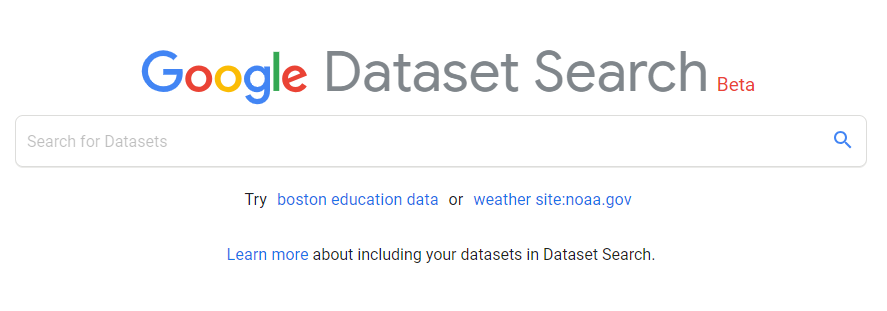 Google Dataset Search Beta
Search for Datasets
Try boston education data or weather site:noaa.gov
Learn more about including your datasets in Dataset Search.